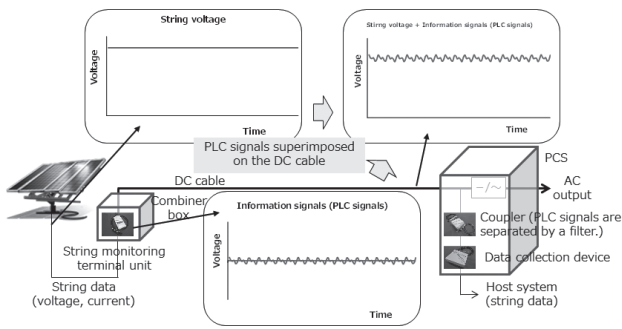 String voltage
Voltage
Time
Stirng voltage + Information signals (PLC signals)
Voltage
Time
PLC signals superimposed
on the DC cable
DC cable
Combiner
box
String monitoring
terminal unit
String data
(voltage, current)
Information signals (PLC signals)
Voltage
Time
PCS
−/～
AC
output
Coupler (PLC signals are
separated by a filter.)
Data collection device
Host system
(string data)